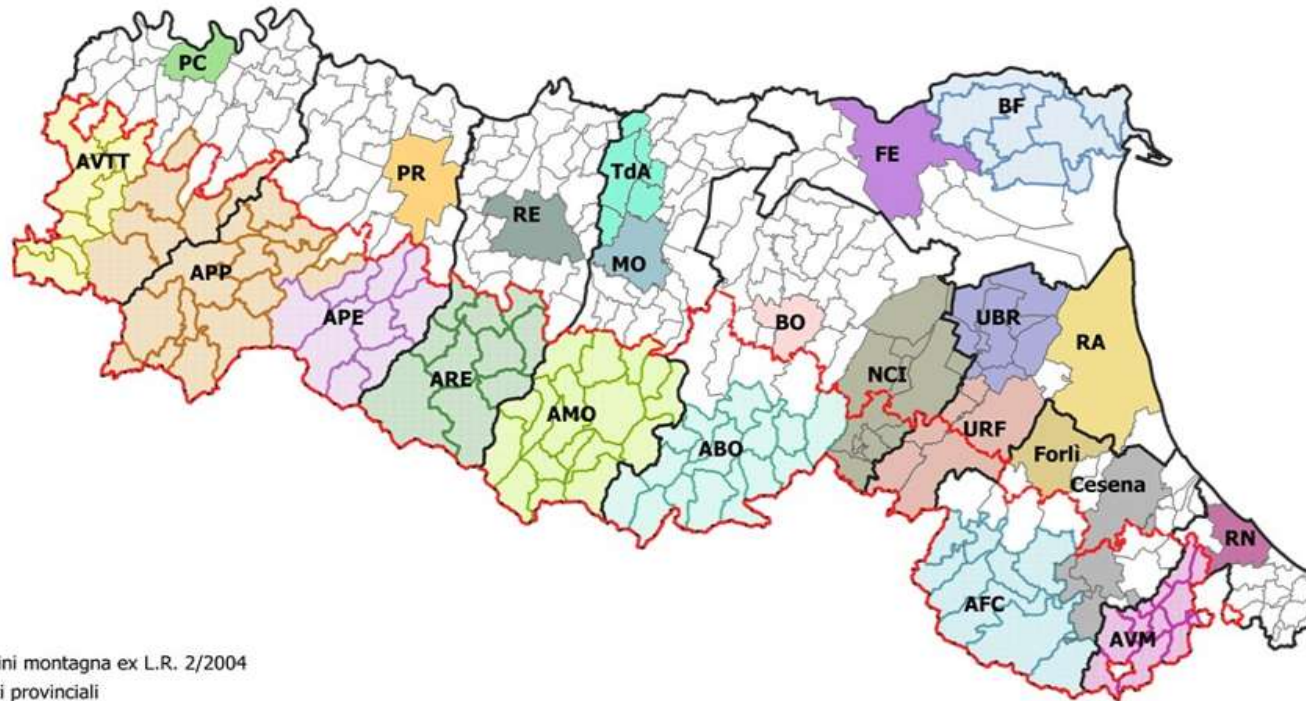 PC
BF
AVTT
FE
PR
TdA
RE
APP
MO
APE
BO
UBR
RA
ARE
NCI
AMO
URF
ABO
Forlì
Cesena
RN
AFC
AVM
ini montagna ex L.R. 2/2004
i provinciali